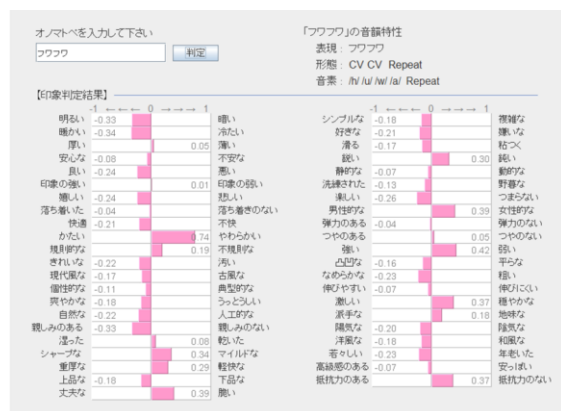 オノマトペを入力して下さい
フワフワ 判定
「フワフワ」の音韻特性
表現： フワフワ
形態： CV CV Repeat
音素： /h/ /u/ /w/ /a/ Repeat
【印象判定結果】
-1 ←←← 0 →→→ 1
明るい -0.33 暗い
暖かい -0.34 冷たい
厚い 0.05 薄い
安心な -0.08 不安な
良い -0.24 悪い
印象の強い 0.01 印象の弱い
嬉しい -0.24 悲しい
落ち着いた -0.04 落ち着きのない
快適 -0.21 不快
かたい 0.74 やわらかい
規則的な 0.19 不規則な
きれいな -0.22 汚い
現代風な -0.17 古風な
個性的な -0.11 典型的な
爽やかな -0.18 うっとうしい
自然な -0.22 人工的な
親しみのある -0.33 親しみのない
湿った 0.08 乾いた
シャープな 0.34 マイルドな
重厚な 0.29 軽快な
上品な -0.18 下品な
丈夫な 0.39 脆い
-1 ←←← 0 →→→ 1
シンプルな -0.18 複雑な
好きな -0.21 嫌いな
滑る -0.17 粘つく
鋭い 0.30 鈍い
静的な -0.07 動的な
洗練された -0.13 野暮な
楽しい -0.26 つまらない
男性的な 0.39 女性的な
弾力のある -0.04 弾力のない
つやのある 0.05 つやのない
強い 0.42 弱い
凸凹な -0.16 平らな
なめらかな -0.23 粗い
伸びやすい -0.07 伸びにくい
激しい 0.37 穏やかな
派手な 0.18 地味な
陽気な -0.20 陰気な
洋風な -0.18 和風な
若々しい -0.23 年老いた
高級感のある -0.07 安っぽい
抵抗力のある 0.37 抵抗力のない